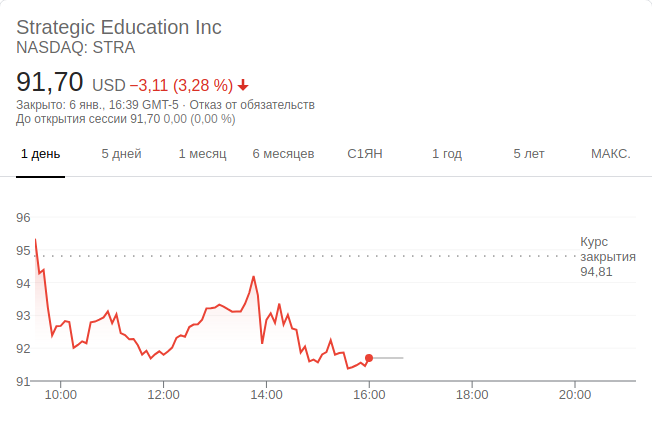 Strategic Education Inc
NASDAQ: STRA
91,70 USD −3,11 (3,28 %)
Закрыто: 6 янв., 16:39 GMT-5 · Отказ от обязательств
До открытия сессии 91,70 0,00 (0,00 %)
1 день 5 дней 1 месяц 6 месяцев С1ЯН 1 год 5 лет МАКС.
96
95
94
93
92
91
Курс
закрытия
94,81
10:00 12:00 14:00 16:00 18:00 20:00